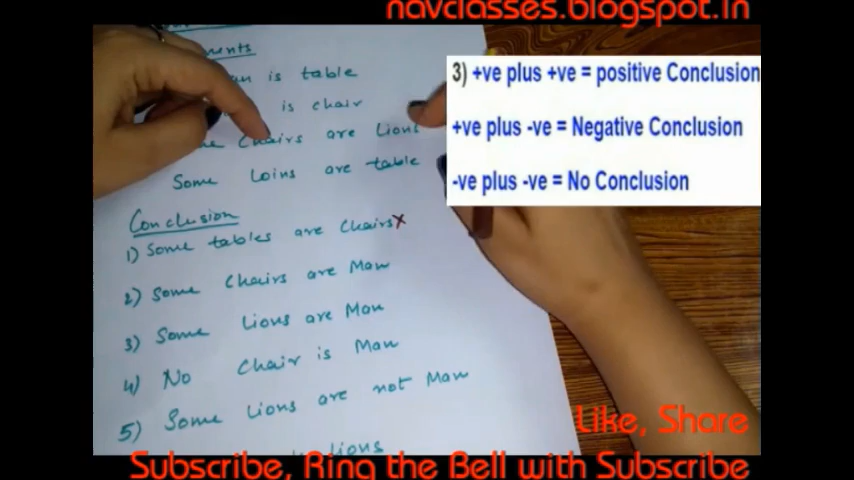 navclasses.blogspot.in
ments
is table
is chair
Chairs are Lions
Some Loins are table
3) +ve plus +ve = positive Conclusion
+ve plus -ve = Negative Conclusion
-ve plus -ve = No Conclusion
Conclusion
1) Some tables are Chairs X
2) Some Chairs are Man
3) Some Lions are Man
4) No Chair is Man
5) Some Lions are not Man
lions
Like, Share
Subscribe, Ring the Bell with Subscribe